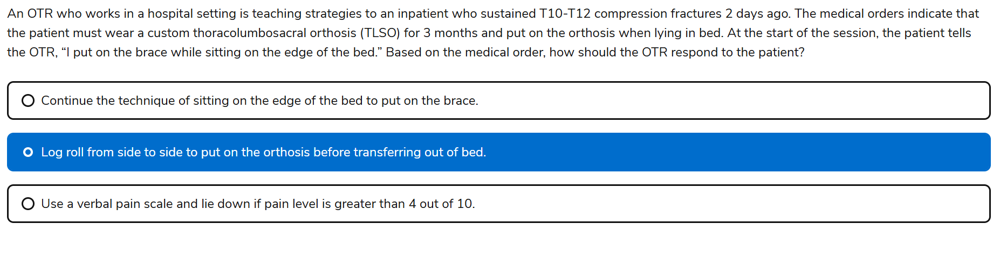 An OTR who works in a hospital setting is teaching strategies to an inpatient who sustained T10-T12 compression fractures 2 days ago. The medical orders indicate that
the patient must wear a custom thoracolumbosacral orthosis (TLSO) for 3 months and put on the orthosis when lying in bed. At the start of the session, the patient tells
the OTR, “I put on the brace while sitting on the edge of the bed.” Based on the medical order, how should the OTR respond to the patient?
Continue the technique of sitting on the edge of the bed to put on the brace.
Log roll from side to side to put on the orthosis before transferring out of bed.
Use a verbal pain scale and lie down if pain level is greater than 4 out of 10.